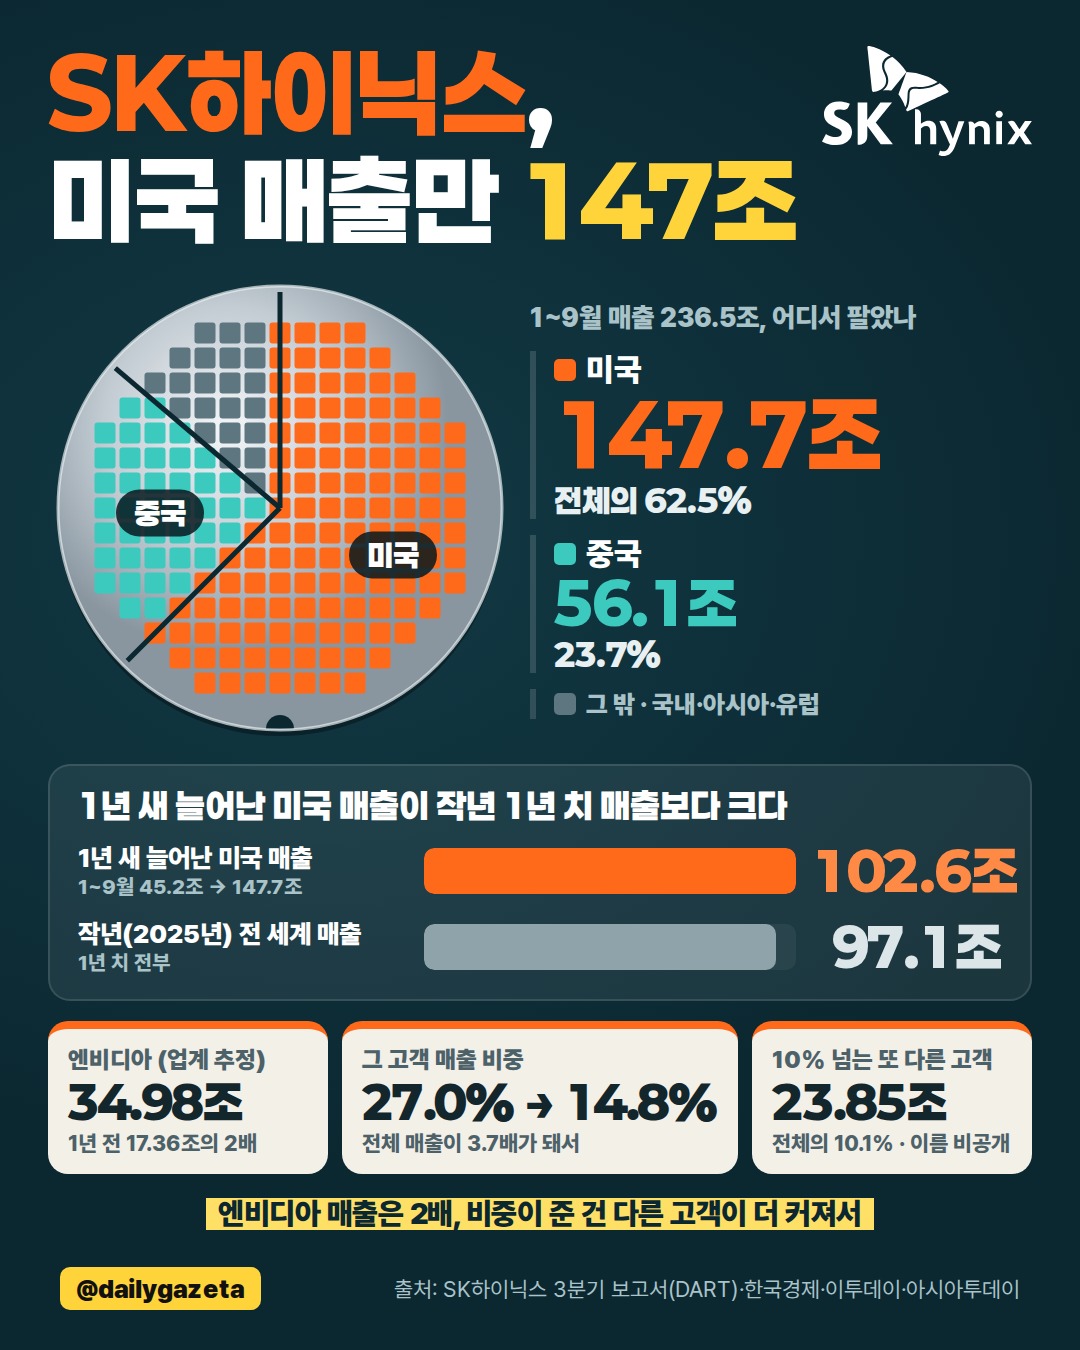 SK하이닉스,
미국 매출만 147조
SK hynix
1~9월 매출 236.5조, 어디서 팔았나
미국
147.7조
전체의 62.5%
중국
56.1조
23.7%
그 밖 · 국내·아시아·유럽
중국
미국
1년 새 늘어난 미국 매출이 작년 1년 치 매출보다 크다
1년 새 늘어난 미국 매출
1~9월 45.2조 → 147.7조
102.6조
작년(2025년) 전 세계 매출
1년 치 전부
97.1조
엔비디아 (업계 추정)
34.98조
1년 전 17.36조의 2배
그 고객 매출 비중
27.0% → 14.8%
전체 매출이 3.7배가 돼서
10% 넘는 또 다른 고객
23.85조
전체의 10.1% · 이름 비공개
엔비디아 매출은 2배, 비중이 준 건 다른 고객이 더 커져서
@dailygazeta
출처: SK하이닉스 3분기 보고서(DART)·한국경제·이투데이·아시아투데이